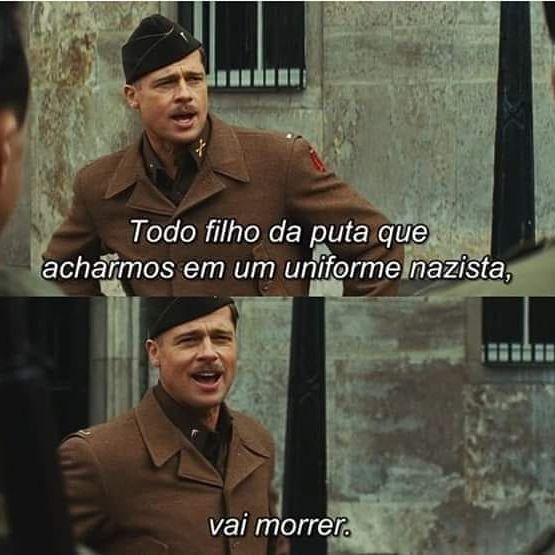 Todo filho da puta que
acharmos em um uniforme nazista,
vai morrer.